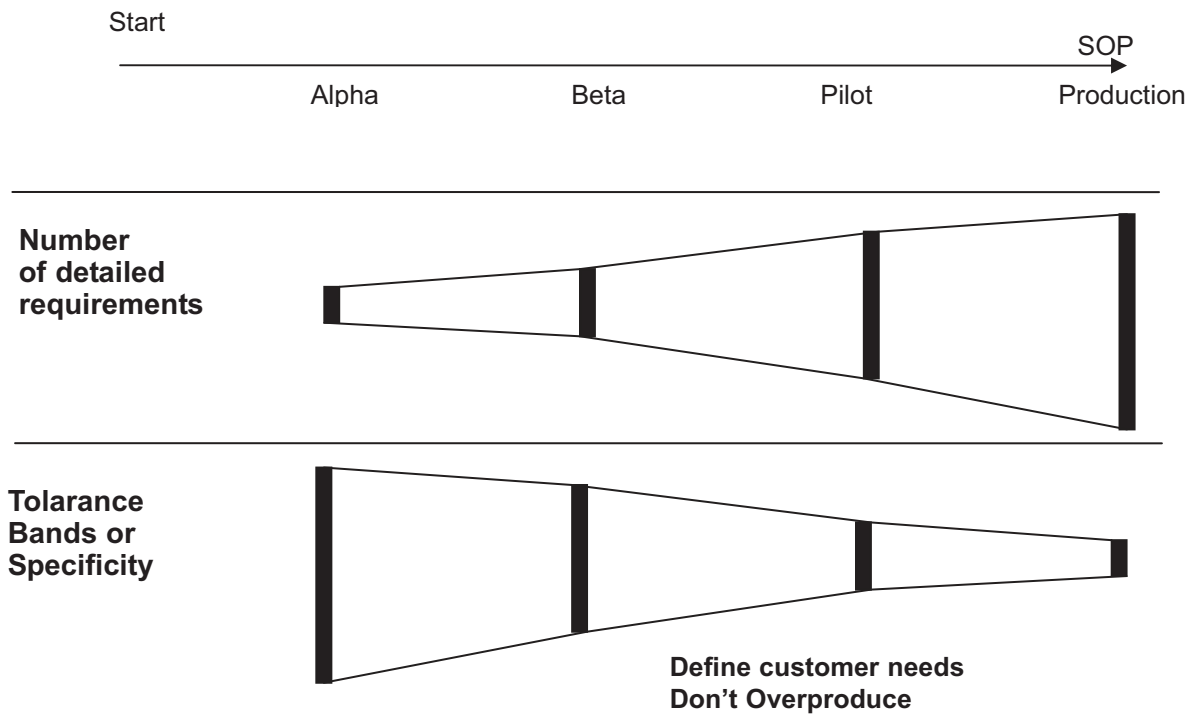 Start
SOP
Alpha Beta Pilot Production
Number
of detailed
requirements
Tolarance
Bands or
Specificity
Define customer needs
Don't Overproduce